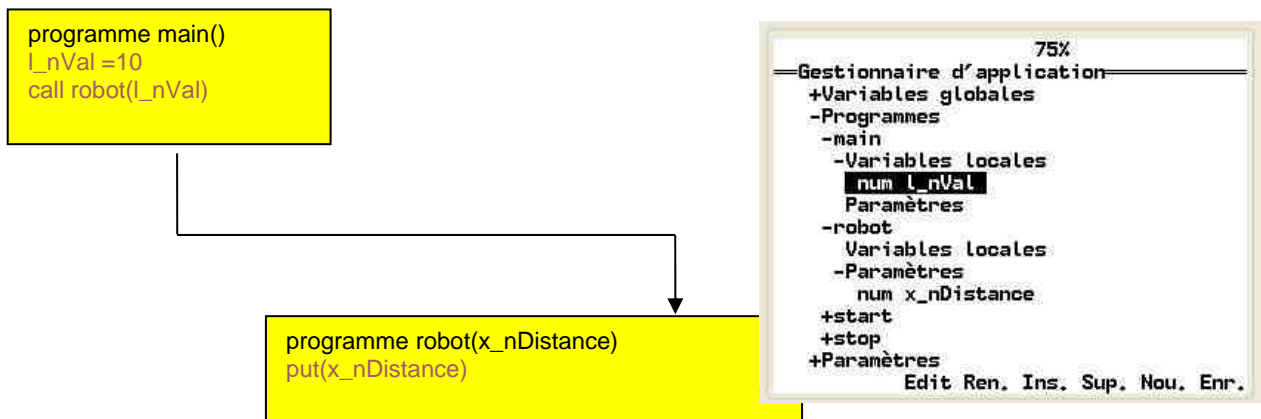 programme main()
l_nVal =10
call robot(l_nVal)
programme robot(x_nDistance)
put(x_nDistance)
75%
Gestionnaire d'application
+Variables globales
-Programmes
-main
-Variables locales
num l_nVal
Paramètres
-robot
Variables locales
-Paramètres
num x_nDistance
+start
+stop
+Paramètres
Edit Ren. Ins. Sup. Nou. Enr.